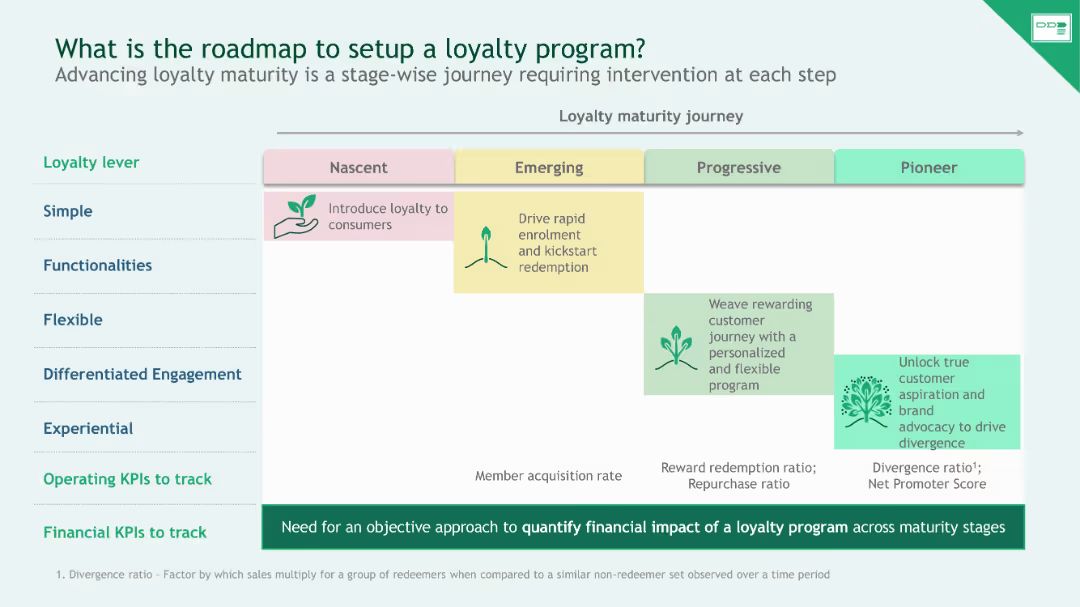 What is the roadmap to setup a loyalty program?
Advancing loyalty maturity is a stage-wise journey requiring intervention at each step
Loyalty maturity journey
Loyalty lever
Nascent
Emerging
Progressive
Pioneer
Simple
Introduce loyalty to
consumers
Drive rapid
enrolment
and kickstart
redemption
Functionalities
Flexible
Weave rewarding
customer
journey with a
personalized
and flexible
program
Differentiated Engagement
Unlock true
customer
aspiration and
brand
advocacy to drive
divergence
Experiential
Operating KPIs to track
Member acquisition rate
Reward redemption ratio;
Repurchase ratio
Divergence ratio¹;
Net Promoter Score
Financial KPIs to track
Need for an objective approach to quantify financial impact of a loyalty program across maturity stages
1. Divergence ratio – Factor by which sales multiply for a group of redeemers when compared to a similar non-redeemer set observed over a time period